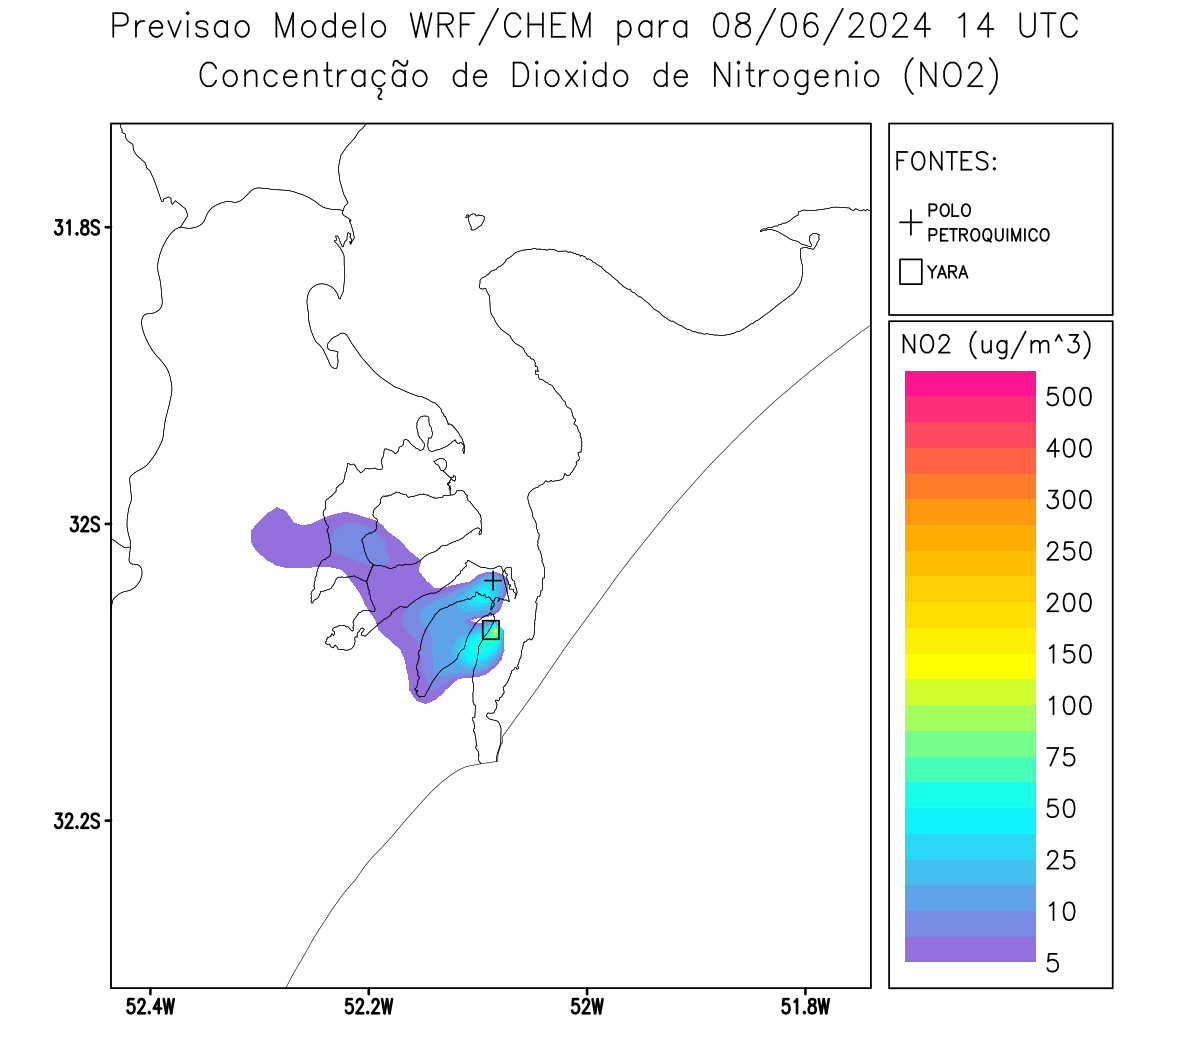 Previsao Modelo WRF/CHEM para 08/06/2024 14 UTC
Concentração de Dioxido de Nitrogenio (NO2)
FONTES:
POLO
PETROQUIMICO
YARA
NO2 (ug/m^3)
500
400
300
250
200
150
100
75
50
25
10
5
31.8S
32S
32.2S
52.4W
52.2W
52W
51.8W